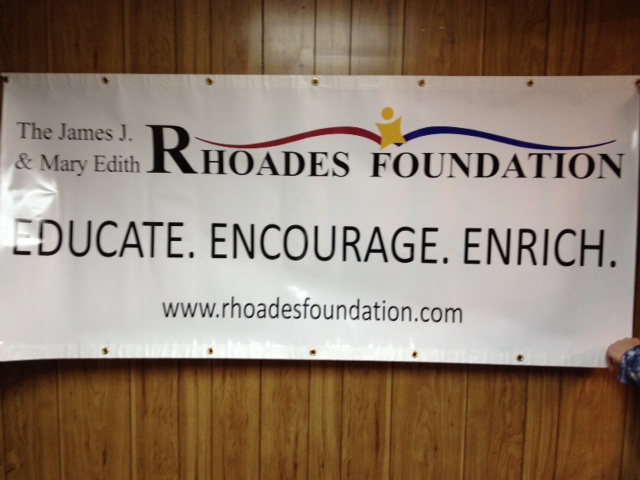 The James J.
& Mary Edith RHOADES FOUNDATION
EDUCATE. ENCOURAGE. ENRICH.
www.rhoadesfoundation.com